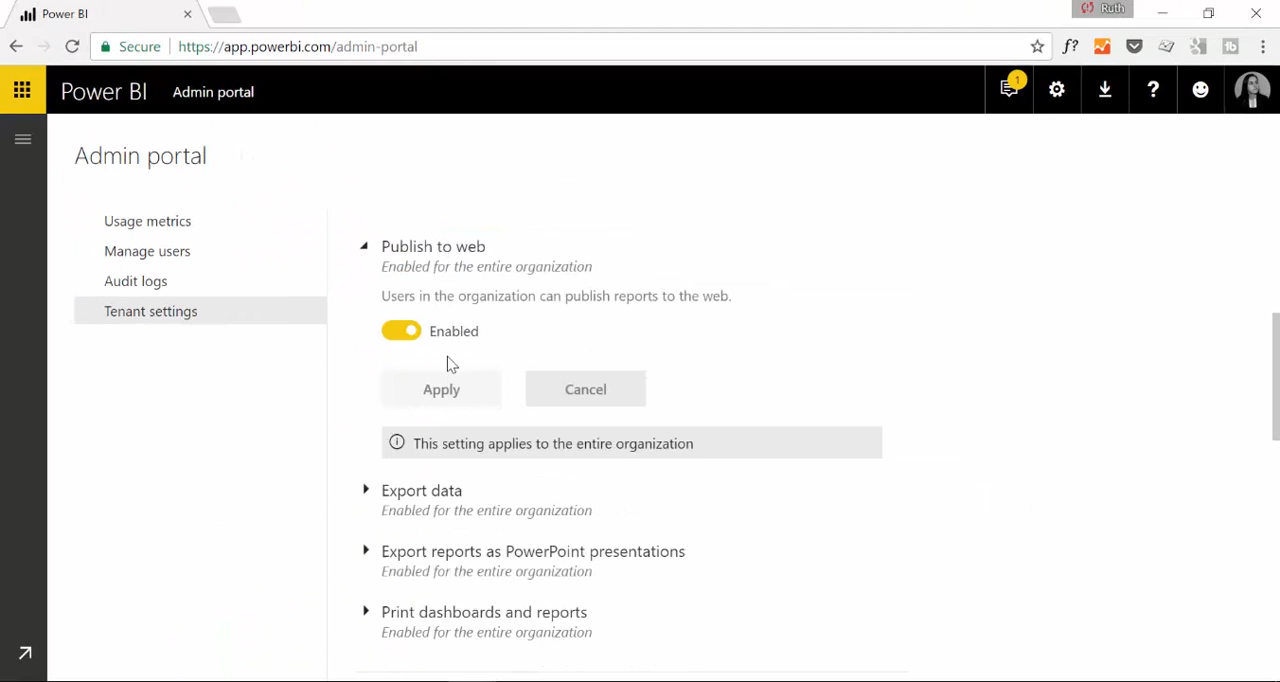 Power BI
Ruth
Secure
https://app.powerbi.com/admin-portal
f?
tb
Power BI
Admin portal
1
?
Admin portal
Usage metrics
Manage users
Audit logs
Tenant settings
Publish to web
Enabled for the entire organization
Users in the organization can publish reports to the web.
Enabled
Apply
Cancel
This setting applies to the entire organization
Export data
Enabled for the entire organization
Export reports as PowerPoint presentations
Enabled for the entire organization
Print dashboards and reports
Enabled for the entire organization